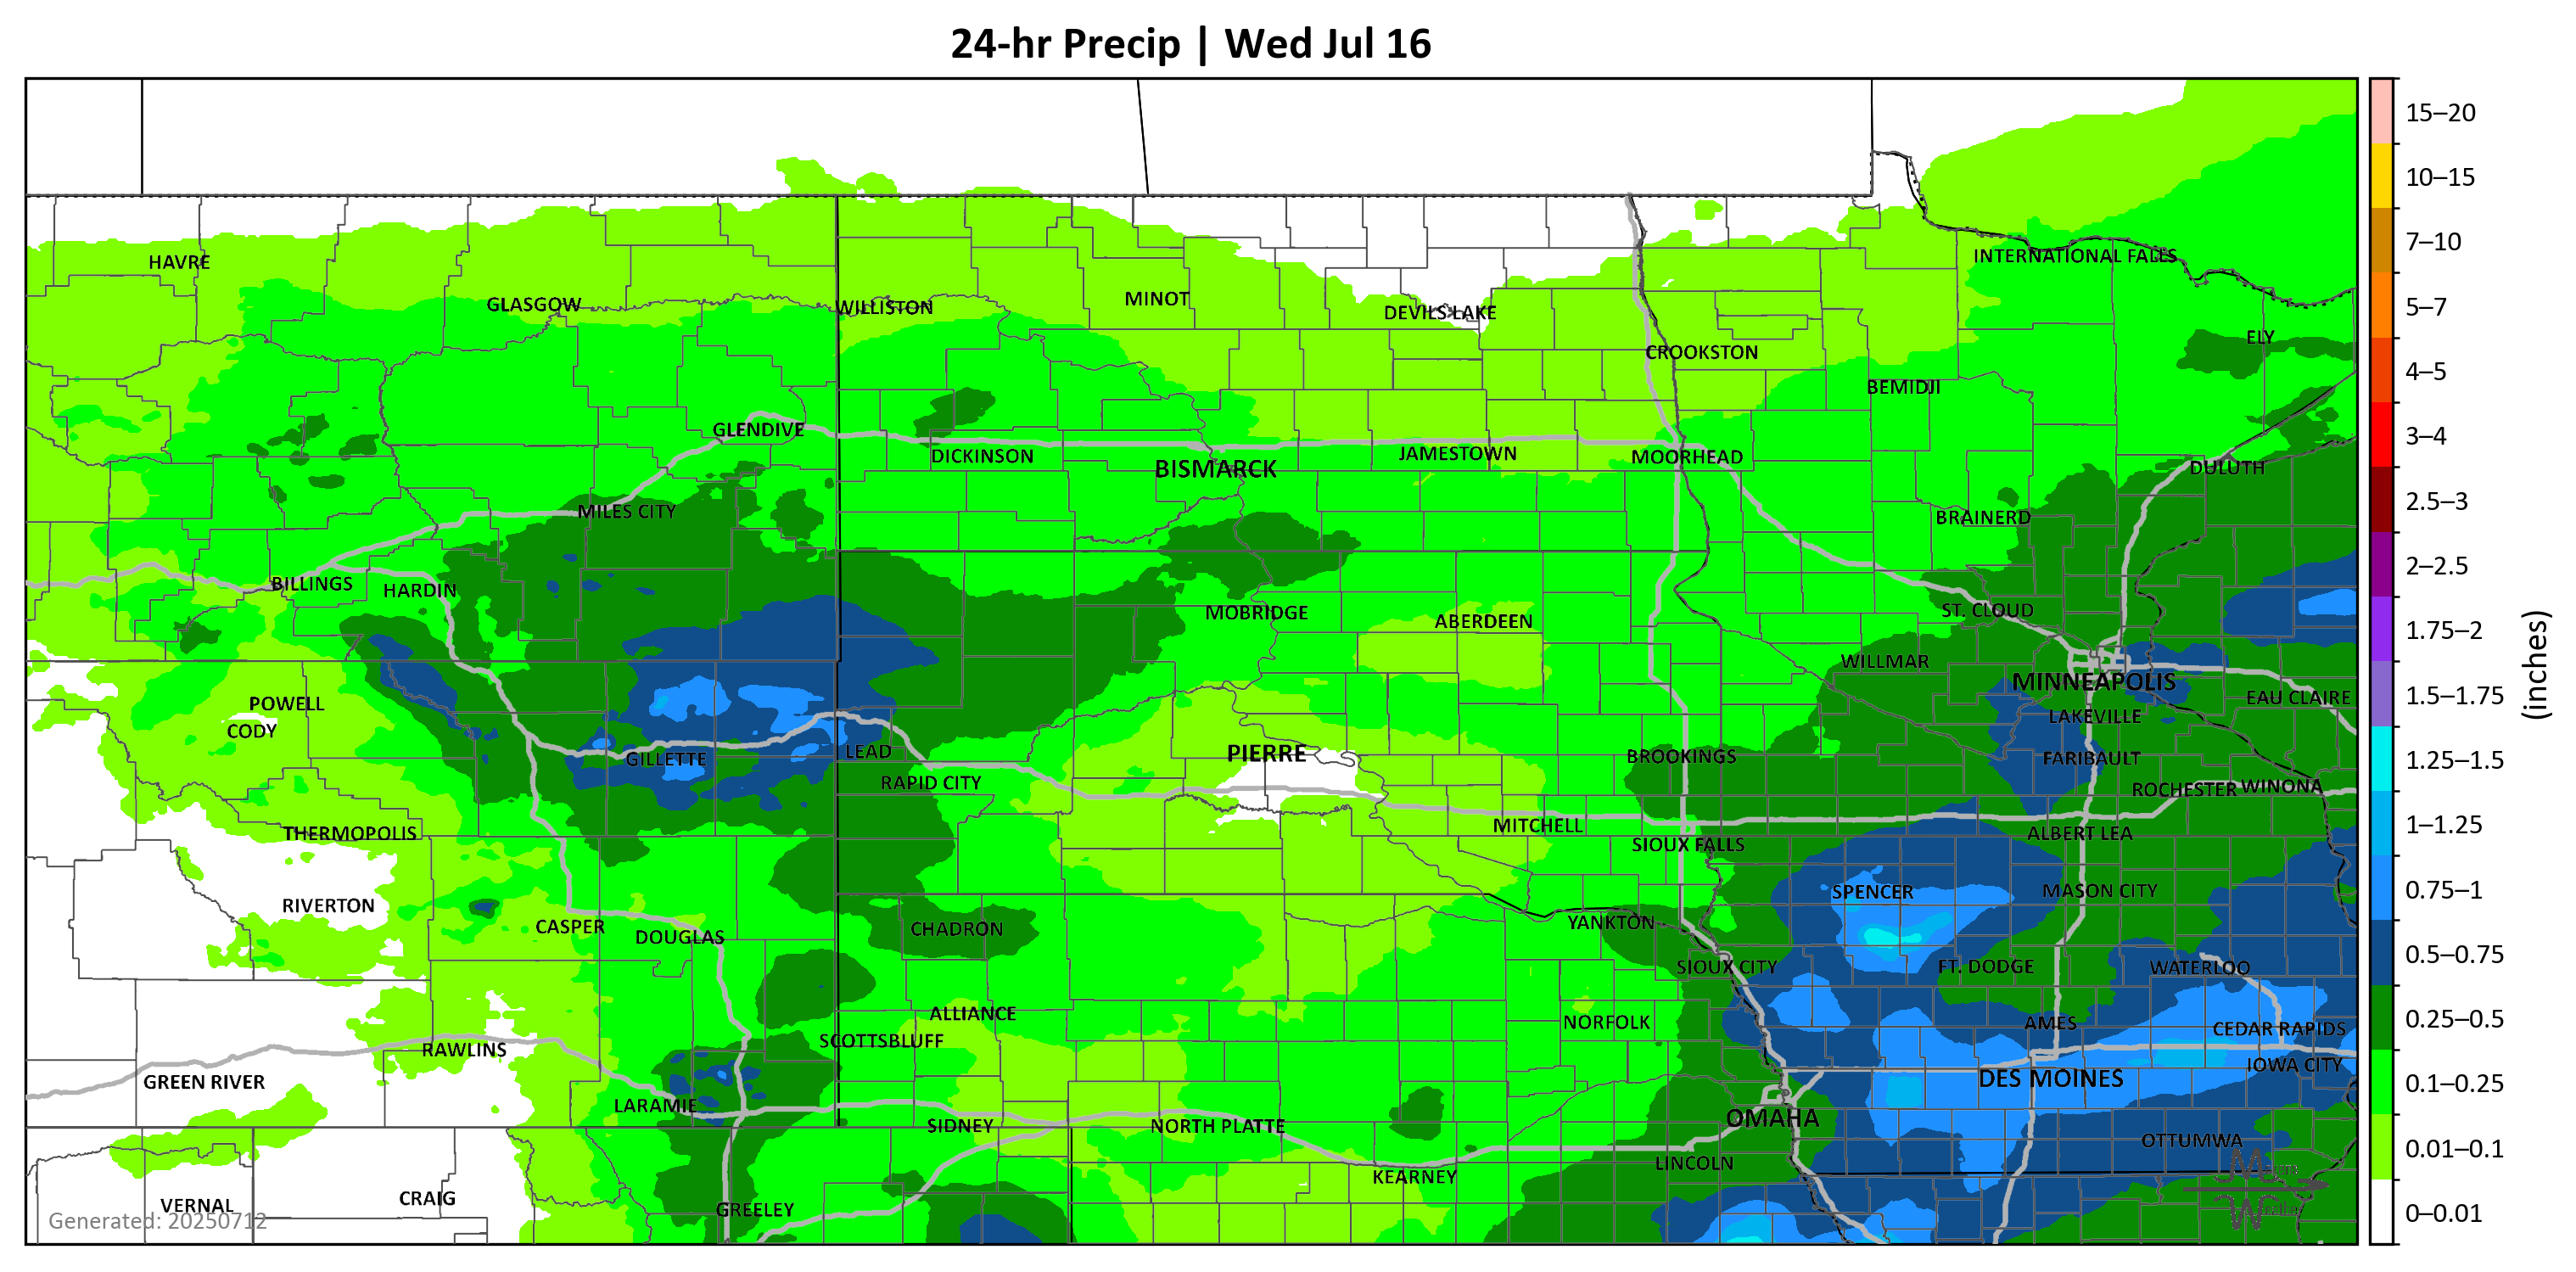 24-hr Precip | Wed Jul 16
15–20
10–15
7–10
5–7
4–5
3–4
2.5–3
2–2.5
1.75–2
1.5–1.75
1.25–1.5
1–1.25
0.75–1
0.5–0.75
0.25–0.5
0.1–0.25
0.01–0.1
0–0.01
(inches)
HAVRE
GLASGOW
WILLISTON
MINOT
DEVILS LAKE
INTERNATIONAL FALLS
ELY
CROOKSTON
BEMIDJI
GLENDIVE
DICKINSON
BISMARCK
JAMESTOWN
MOORHEAD
DULUTH
MILES CITY
BRAINERD
BILLINGS
HARDIN
MOBRIDGE
ABERDEEN
ST. CLOUD
WILLMAR
MINNEAPOLIS
EAU CLAIRE
POWELL
CODY
LAKEVILLE
GILLETTE
LEAD
PIERRE
BROOKINGS
FARIBAULT
RAPID CITY
ROCHESTER
WINONA
THERMOPOLIS
MITCHELL
SIOUX FALLS
ALBERT LEA
RIVERTON
SPENCER
MASON CITY
CASPER
DOUGLAS
CHADRON
YANKTON
SIOUX CITY
FT. DODGE
WATERLOO
ALLIANCE
SCOTTSBLUFF
NORFOLK
AMES
CEDAR RAPIDS
RAWLINS
IOWA CITY
GREEN RIVER
DES MOINES
LARAMIE
SIDNEY
NORTH PLATTE
OMAHA
OTTUMWA
LINCOLN
KEARNEY
VERNAL
CRAIG
GREELEY
Generated: 20250712